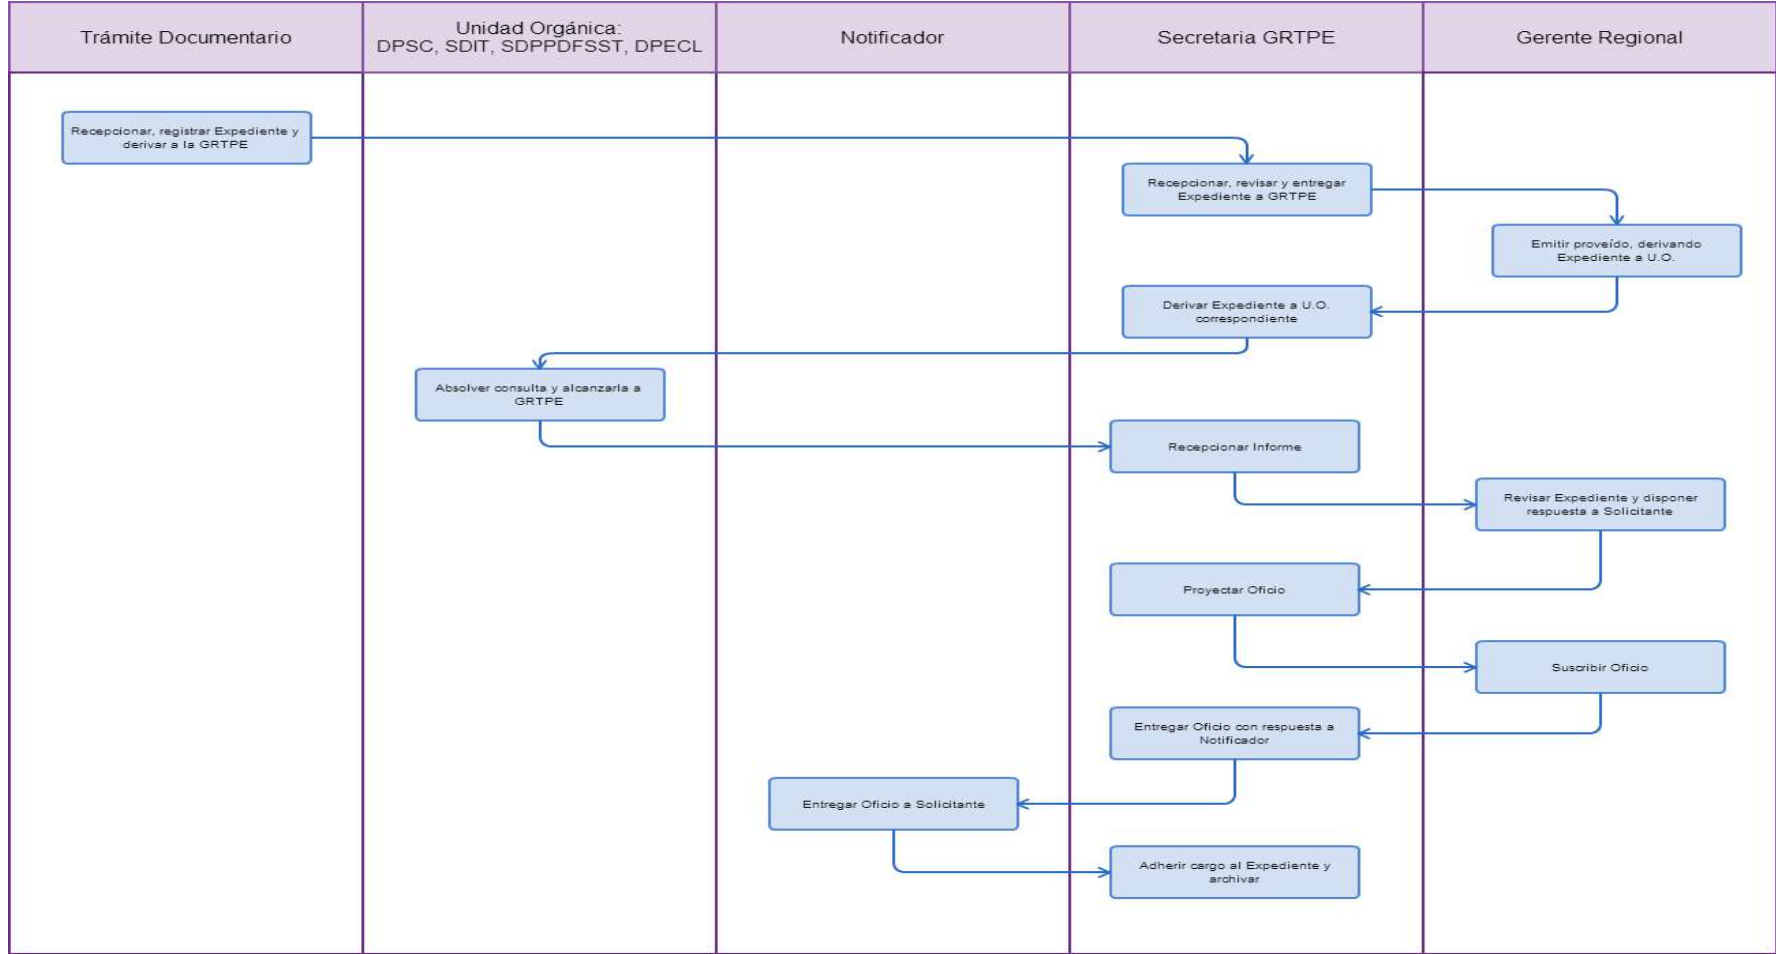 Trámite Documentario
Unidad Orgánica:
DPSC, SDIT, SDPPDFSST, DPECL
Notificador
Secretaria GRTPE
Gerente Regional
Recepcionar, registrar Expediente y
derivar a la GRTPE
Recepcionar, revisar y entregar
Expediente a GRTPE
Emitir proveído, derivando
Expediente a U.O.
Derivar Expediente a U.O.
correspondiente
Absolver consulta y alcanzarla a
GRTPE
Recepcionar Informe
Revisar Expediente y disponer
respuesta a Solicitante
Proyectar Oficio
Suscribir Oficio
Entregar Oficio con respuesta a
Notificador
Entregar Oficio a Solicitante
Adherir cargo al Expediente y
archivar